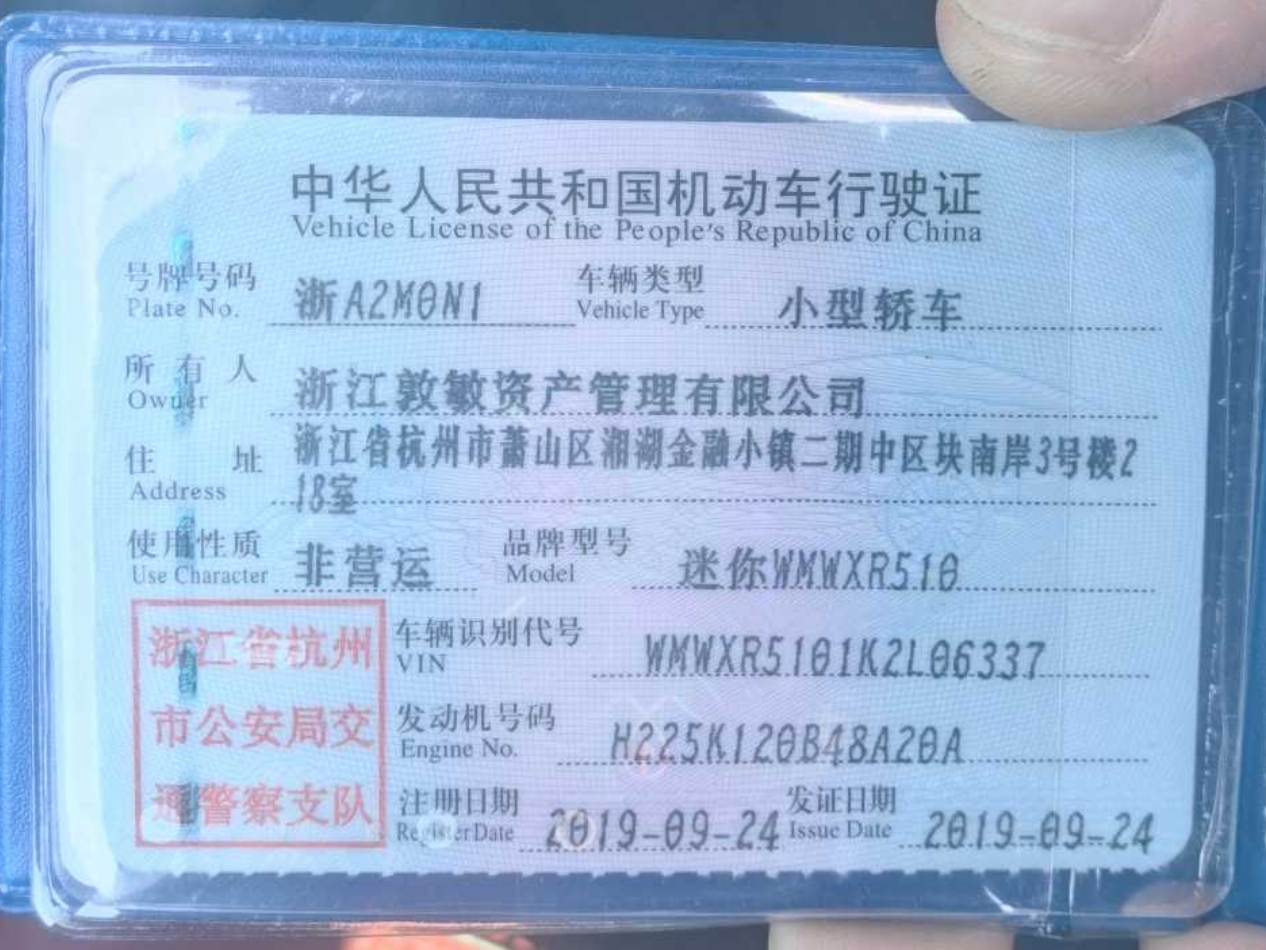 中华人民共和国机动车行驶证
Vehicle License of the People's Republic of China
号牌号码 浙A2M0N1 车辆类型 小型轿车
Plate No. Vehicle Type
所有人 浙江敦敏资产管理有限公司
Owner
住址 浙江省杭州市萧山区湘湖金融小镇二期中区块南岸3号楼2
Address 18室
使用性质 非营运 品牌型号 迷你WMWXR510
Use Character Model
浙江省杭州 车辆识别代号 WMWXR5101K2L06337
VIN
市公安局交 发动机号码 H225K120B48A20A
Engine No.
通警察支队 注册日期 2019-09-24 发证日期 2019-09-24
Register Date Issue Date